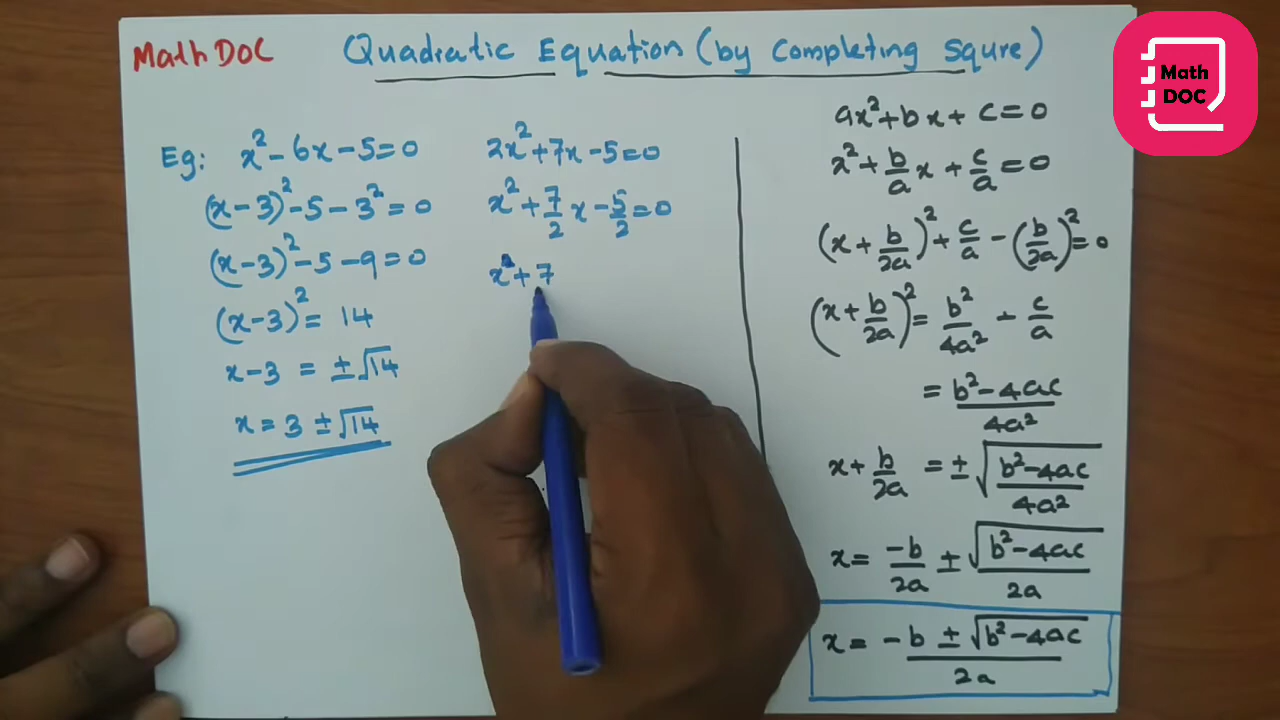 Math DOC
Quadratic Equation (by Completing Squre)
Math
DOC
Eg: x² - 6x - 5 = 0
(x - 3)² - 5 - 3² = 0
(x - 3)² - 5 - 9 = 0
(x - 3)² = 14
x - 3 = ± √14
x = 3 ± √14
2x² + 7x - 5 = 0
x² + 7/2 x - 5/2 = 0
x² + 7
ax² + bx + c = 0
x² + b/a x + c/a = 0
(x + b/2a)² + c/a - (b/2a)² = 0
(x + b/2a)² = b²/4a² - c/a
= b² - 4ac / 4a²
x + b/2a = ± √(b² - 4ac / 4a²)
x = -b/2a ± √(b² - 4ac) / 2a
x = -b ± √(b² - 4ac) / 2a